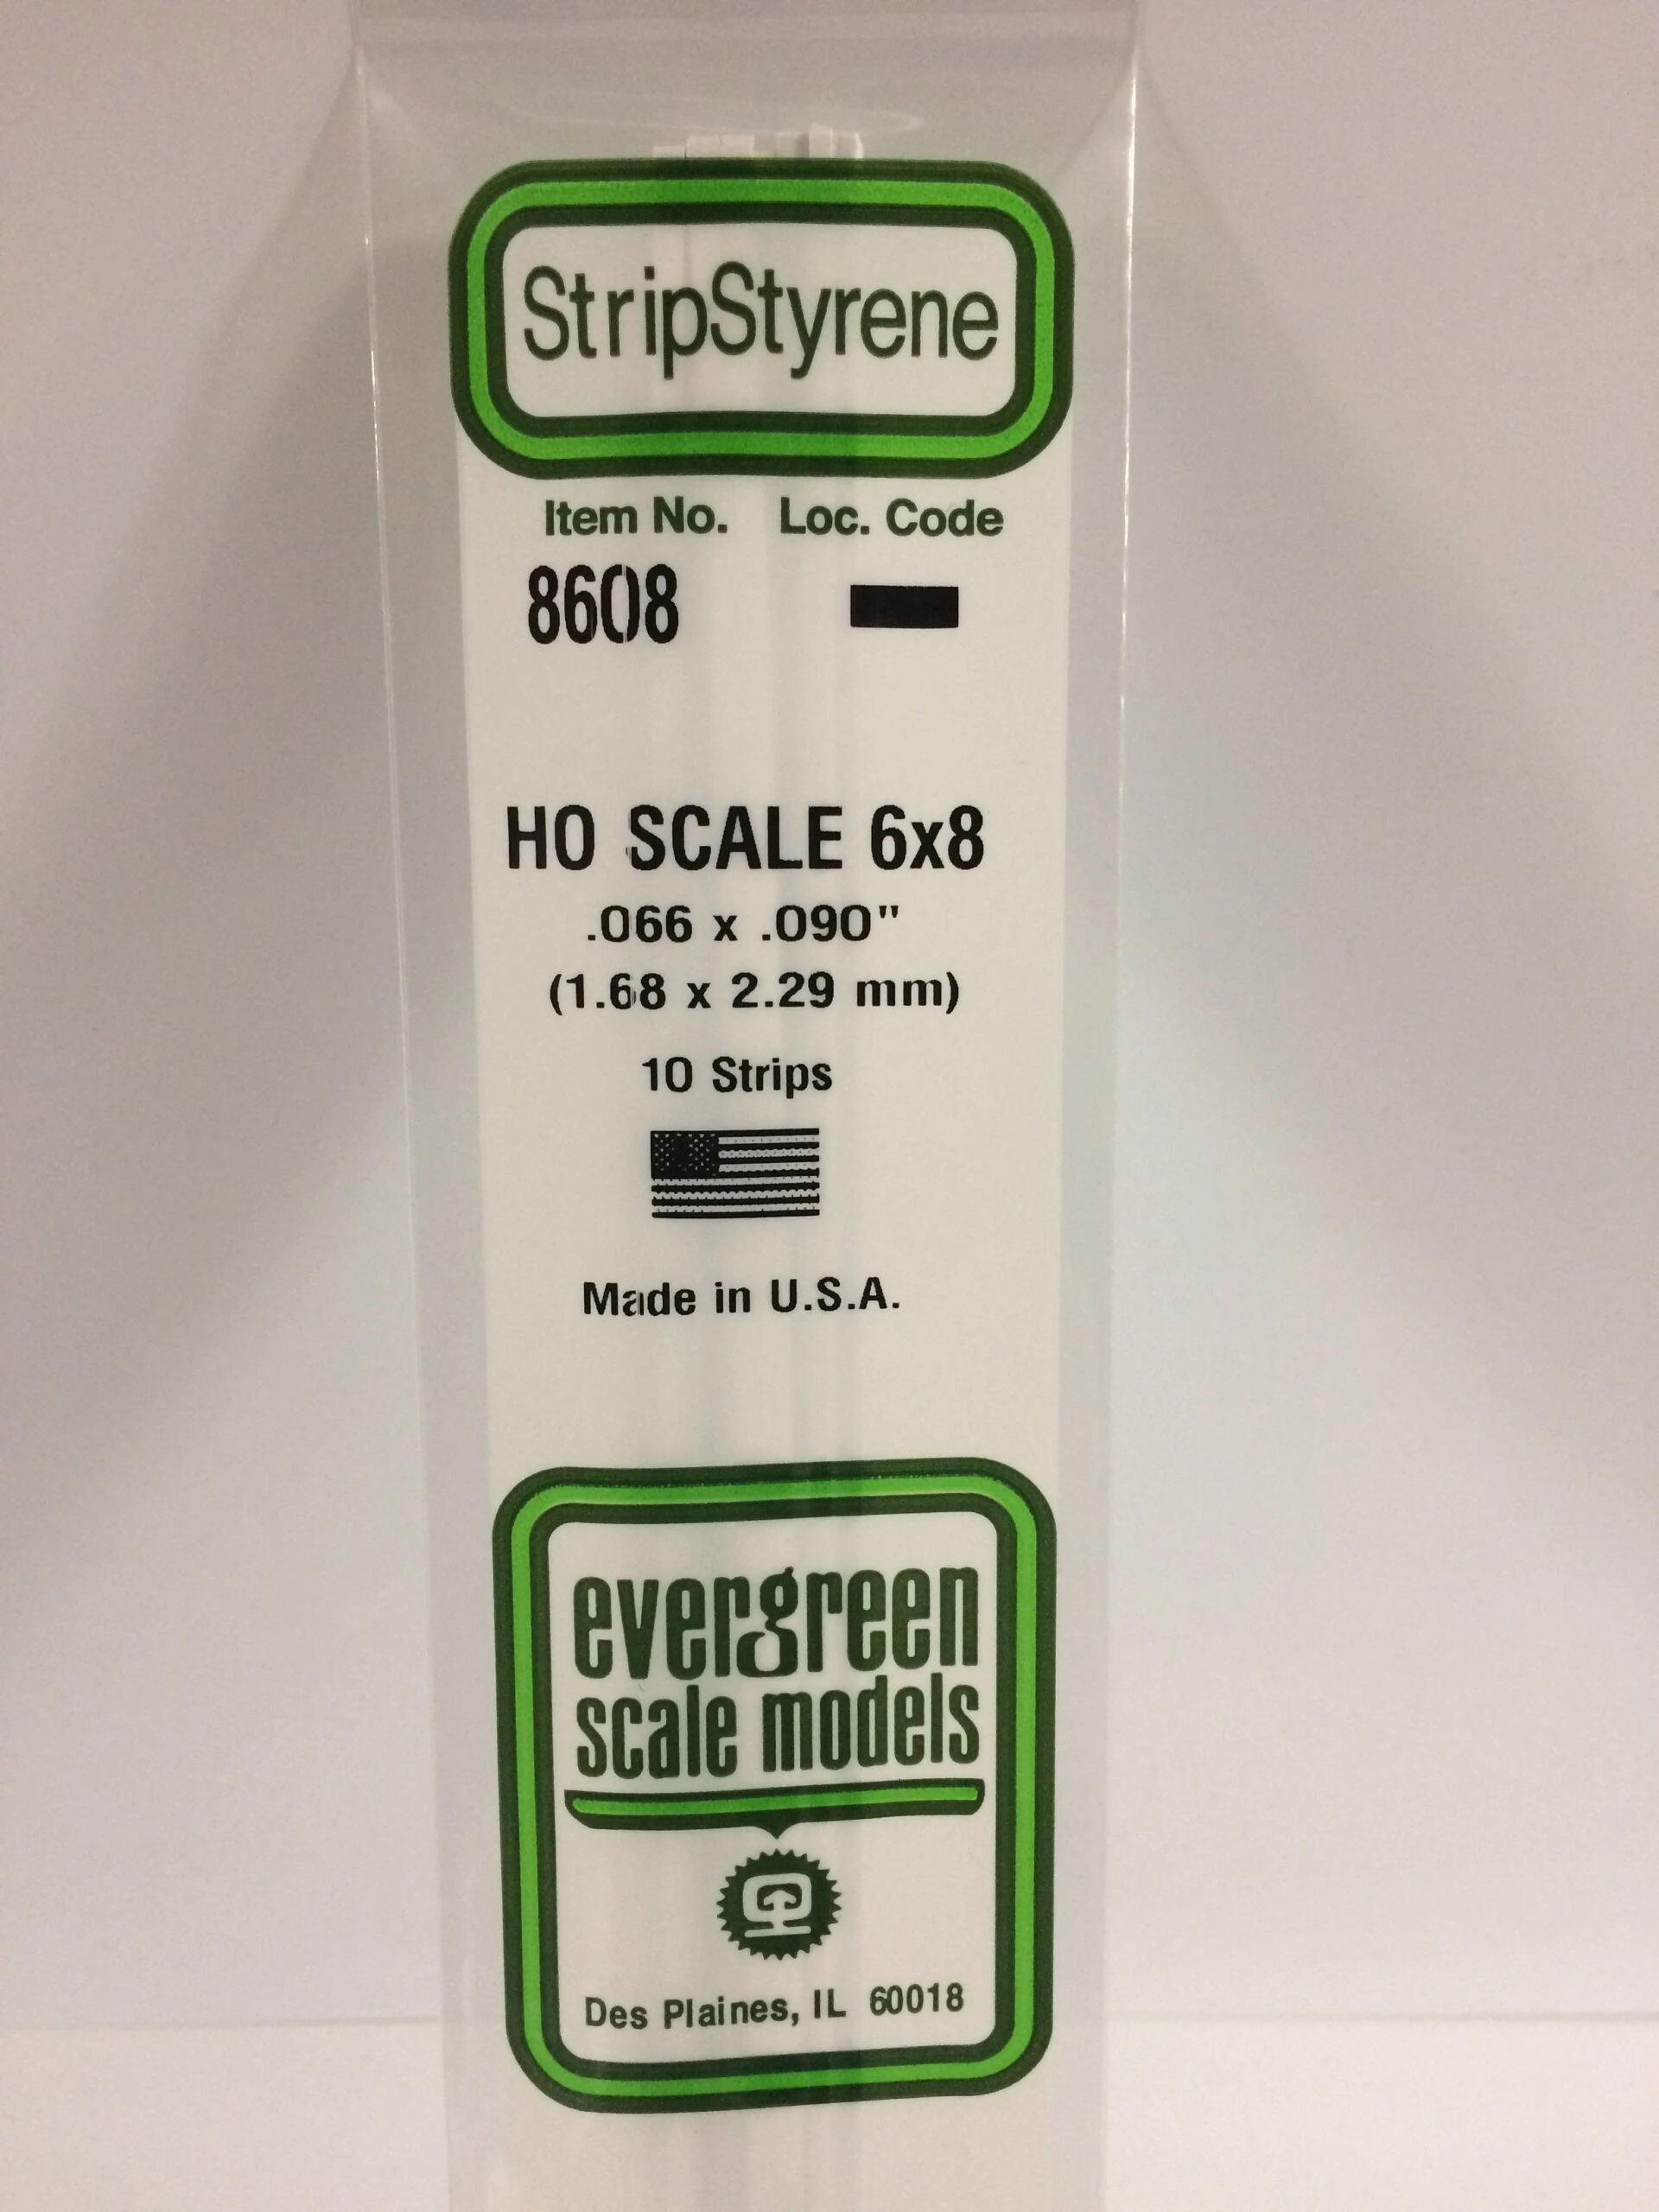 StripStyrene
Item No. Loc. Code
8608
HO SCALE 6x8
.066 x .090"
(1.68 x 2.29 mm)
10 Strips
Made in U.S.A.
evergreen
scale models
Des Plaines, IL 60018